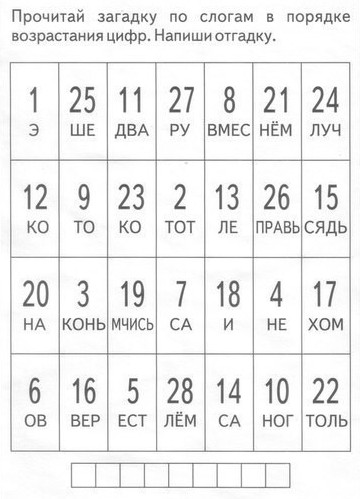 Прочитай загадку по слогам в порядке
возрастания цифр. Напиши отгадку.
1 25 11 27 8 21 24
Э ШЕ ДВА РУ ВМЕС НЁМ ЛУЧ
12 9 23 2 13 26 15
КО ТО КО ТОТ ЛЕ ПРАВЬ СЯДЬ
20 3 19 7 18 4 17
НА КОНЬ МЧИСЬ СА И НЕ ХОМ
6 16 5 28 14 10 22
ОВ ВЕР ЕСТ ЛЁМ СА НОГ ТОЛЬ